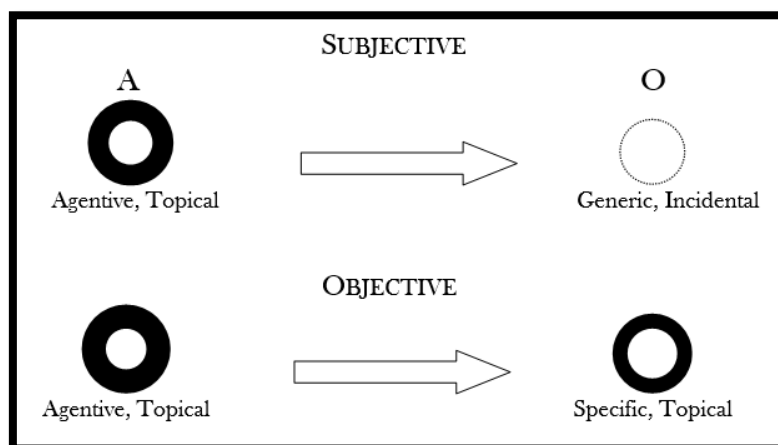 SUBJECTIVE
A O
Agentive, Topical Generic, Incidental
OBJECTIVE
Agentive, Topical Specific, Topical